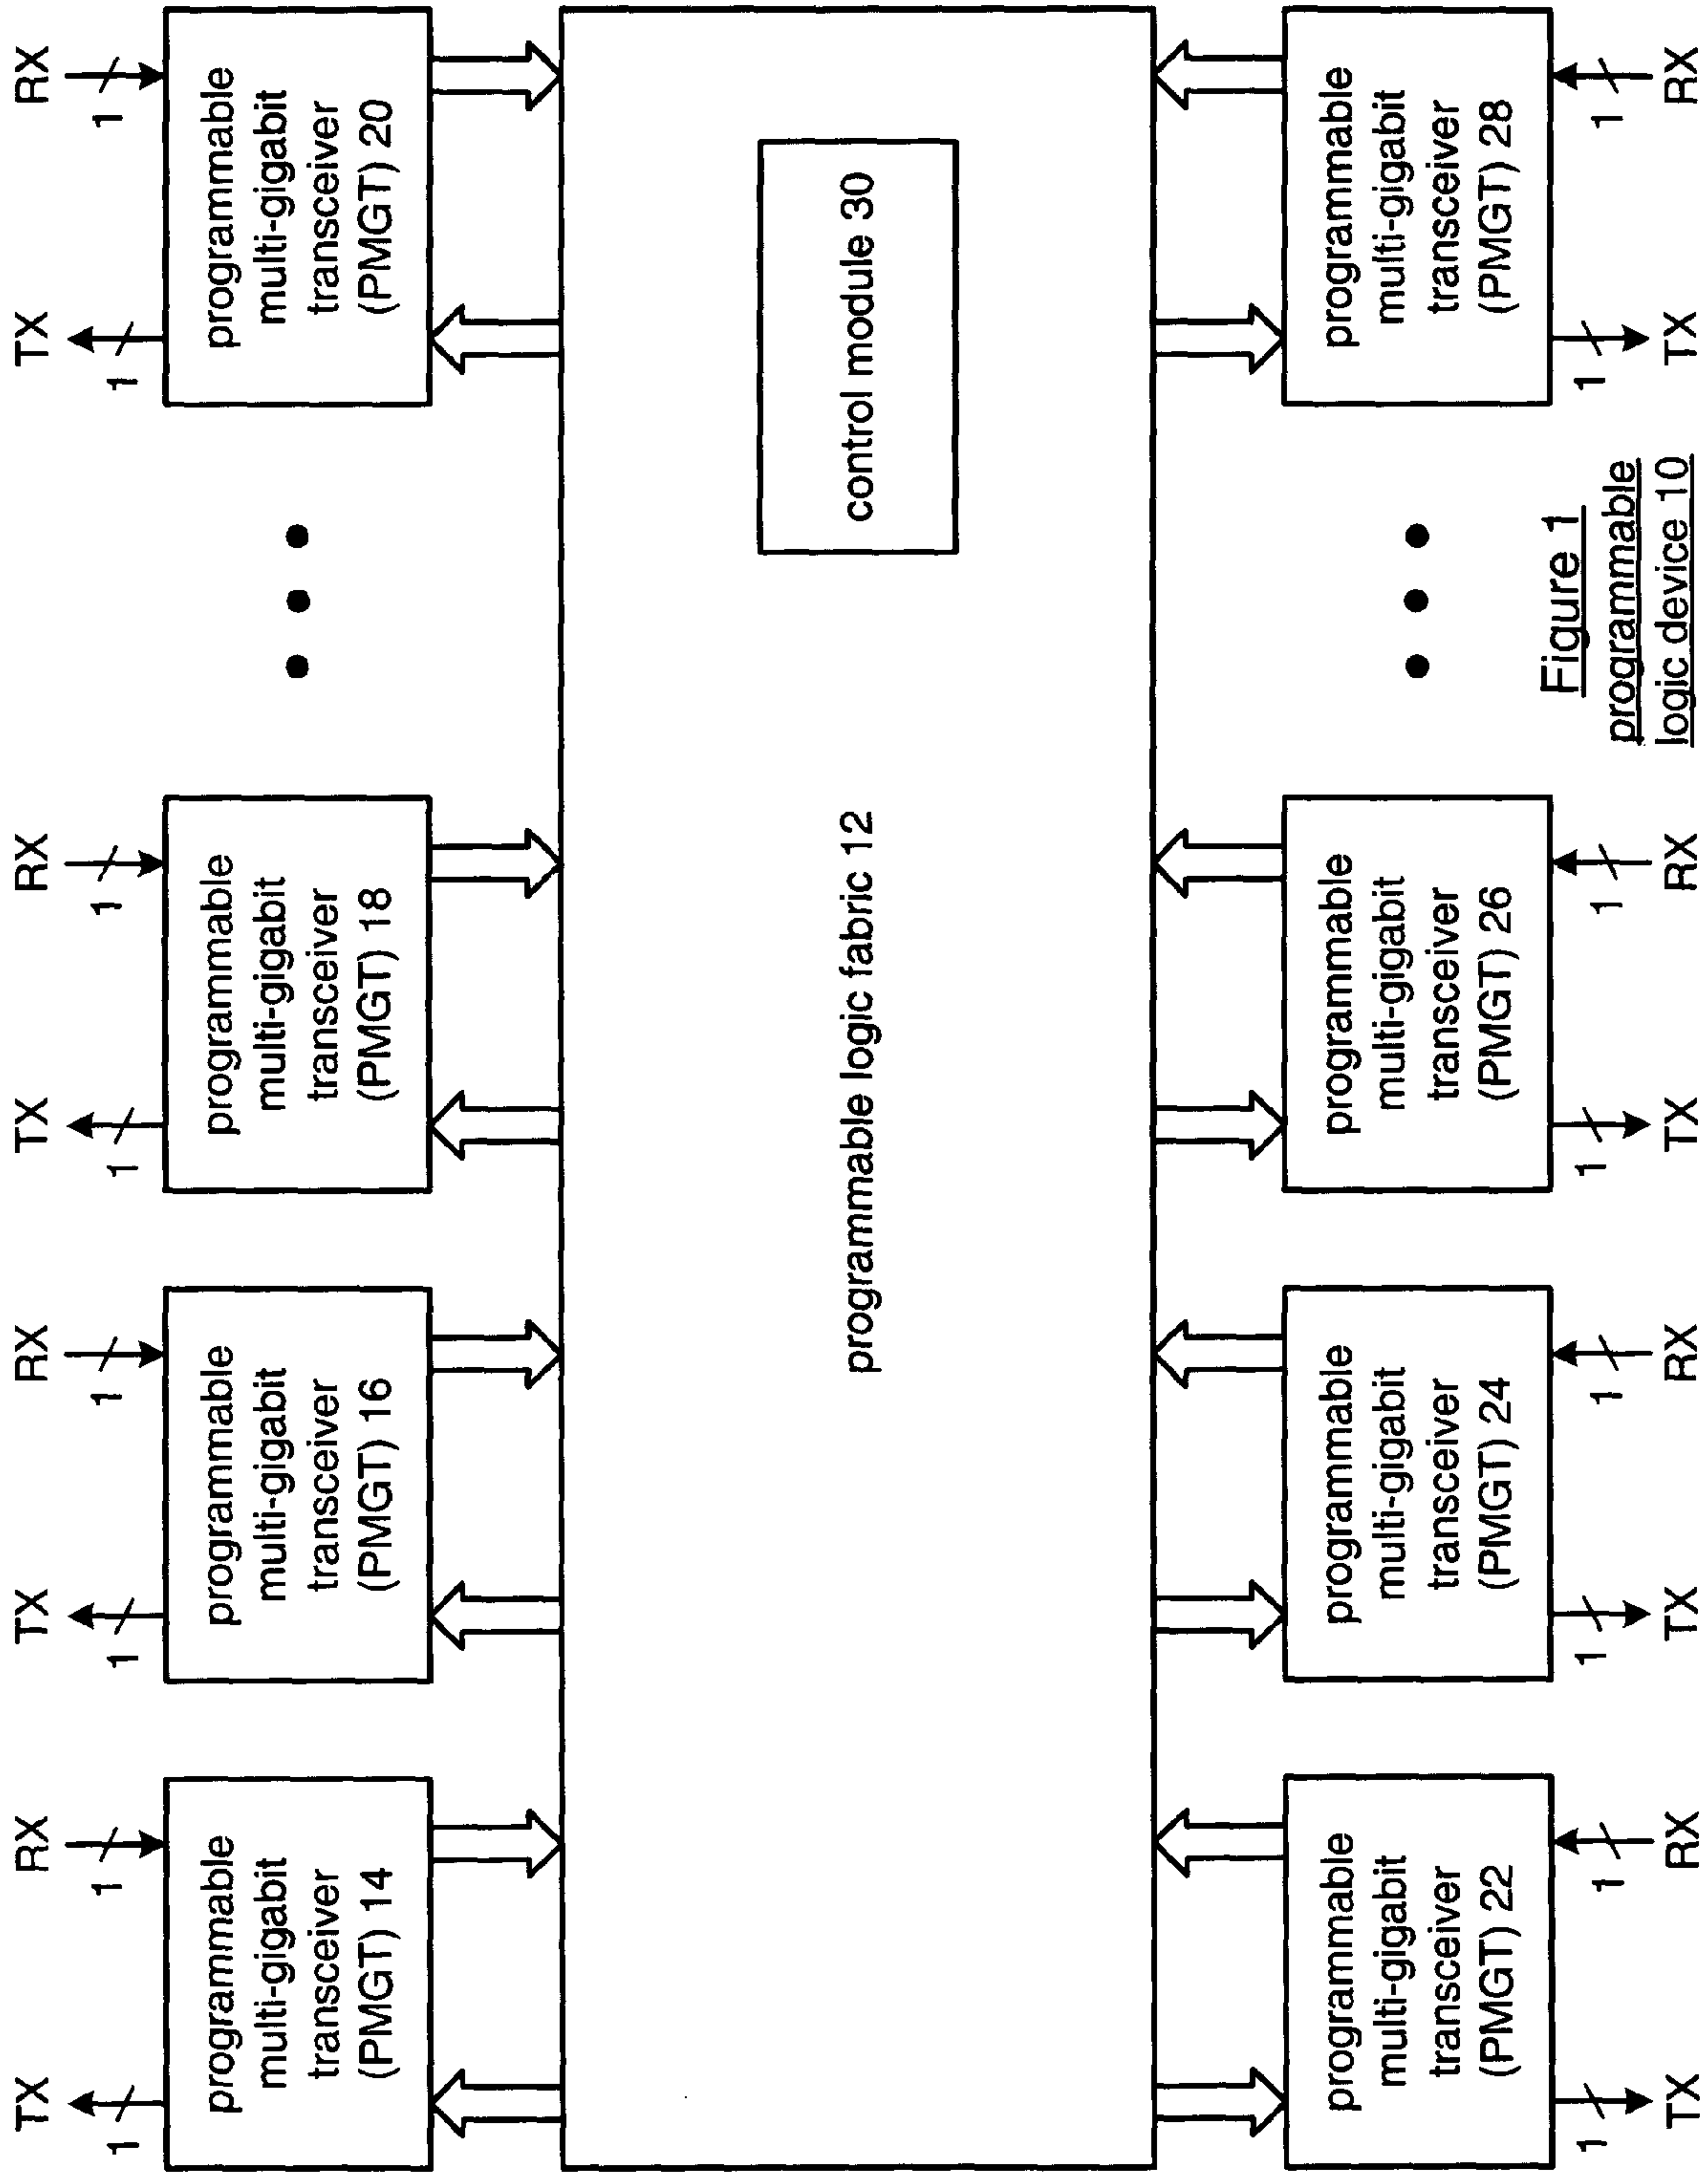 TX
RX
TX
RX
TX
RX
TX
RX
1
1
1
1
1
1
1
1
programmable
multi-gigabit
transceiver
(PMGT) 14
programmable
multi-gigabit
transceiver
(PMGT) 16
programmable
multi-gigabit
transceiver
(PMGT) 18
programmable
multi-gigabit
transceiver
(PMGT) 20
programmable logic fabric 12
control module 30
programmable
multi-gigabit
transceiver
(PMGT) 22
programmable
multi-gigabit
transceiver
(PMGT) 24
programmable
multi-gigabit
transceiver
(PMGT) 26
programmable
multi-gigabit
transceiver
(PMGT) 28
1
1
1
1
1
1
1
1
TX
RX
TX
RX
TX
RX
TX
RX
Figure 1
programmable
logic device 10